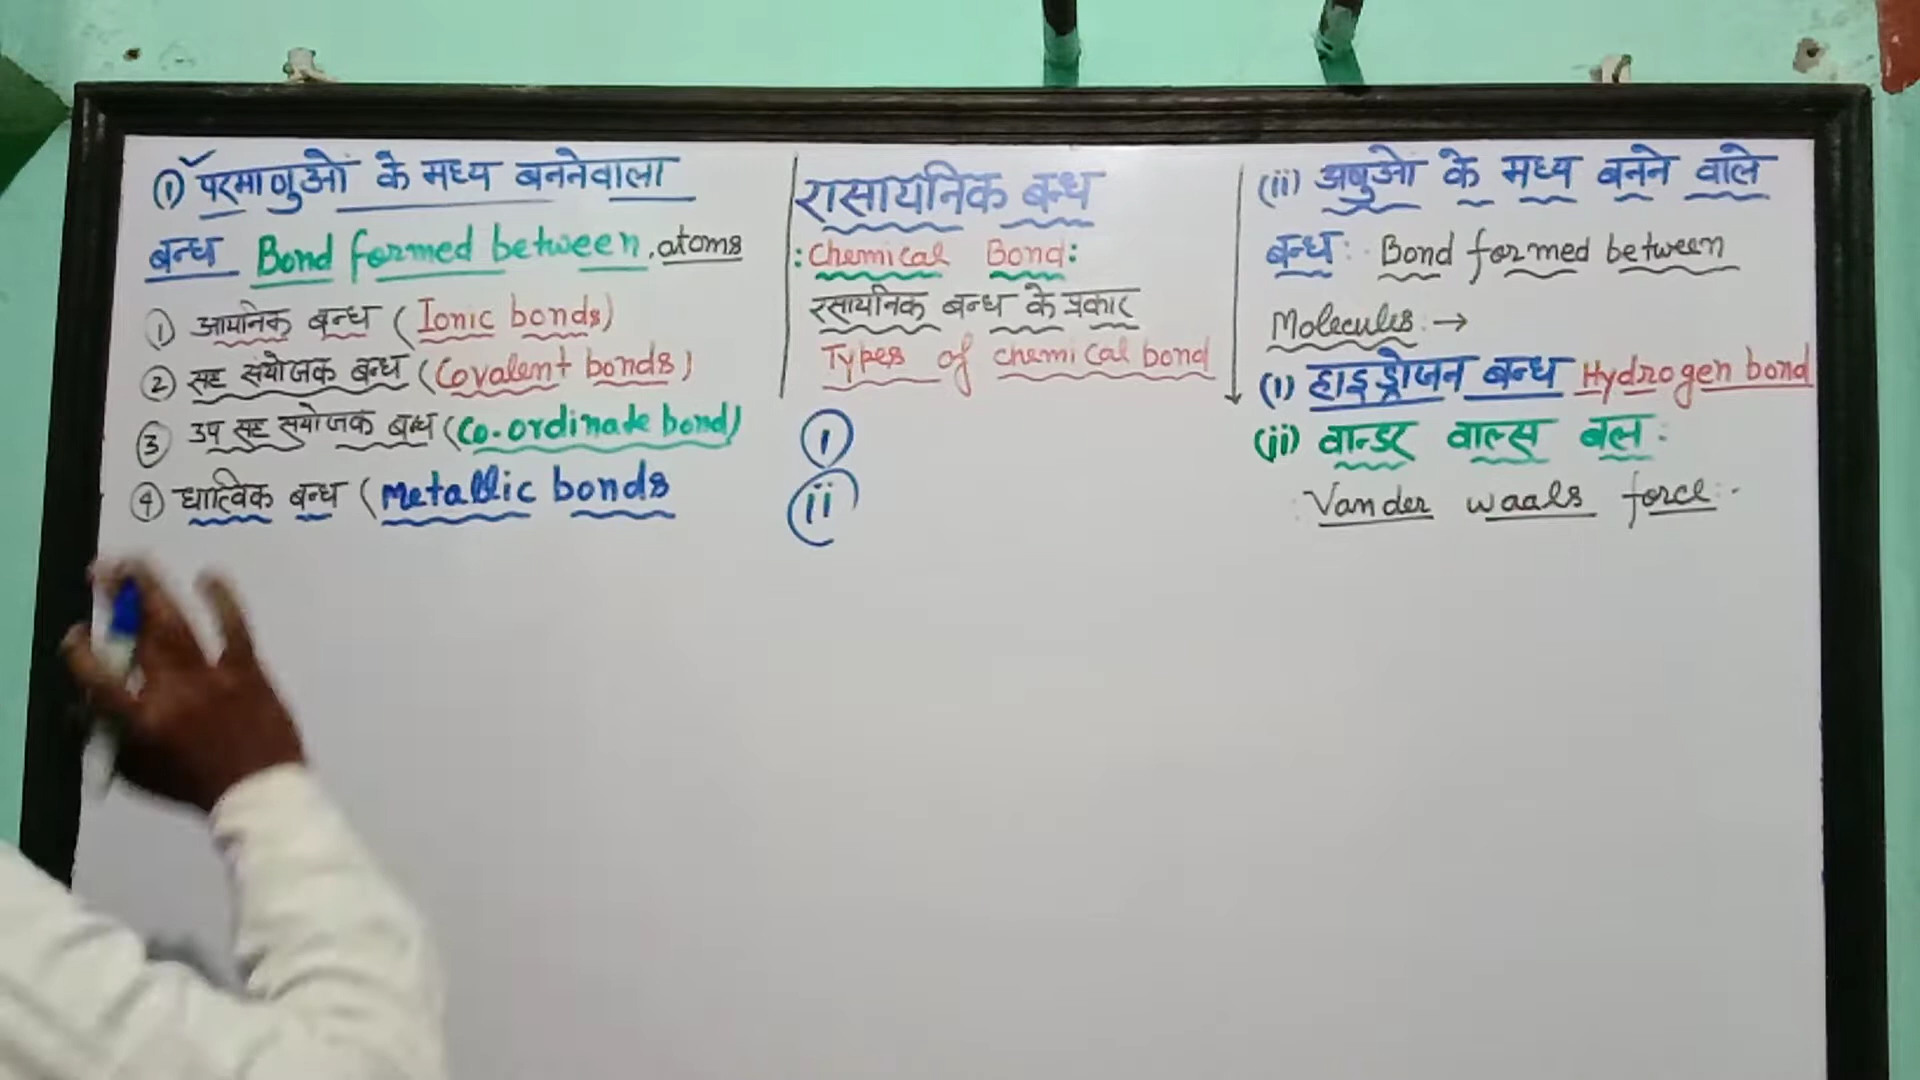 (1) परमाणुओं के मध्य बननेवाला
बन्ध Bond formed between atoms
① आयनिक बन्ध (Ionic bonds)
② सह संयोजक बन्ध (Covalent bonds)
③ उप सह संयोजक बन्ध (Co-ordinate bond)
④ धात्विक बन्ध (Metallic bonds
रासायनिक बन्ध
:Chemical Bond:
रसायनिक बन्ध के प्रकार
Types of chemical bond
(1)
(ii)
(ii) अणुओ के मध्य बनने वाले
बन्ध: Bond formed between
Molecules: →
(1) हाइड्रोजन बन्ध Hydrogen bond
(ii) वान्डर वाल्स बल:
Vander waals force:-